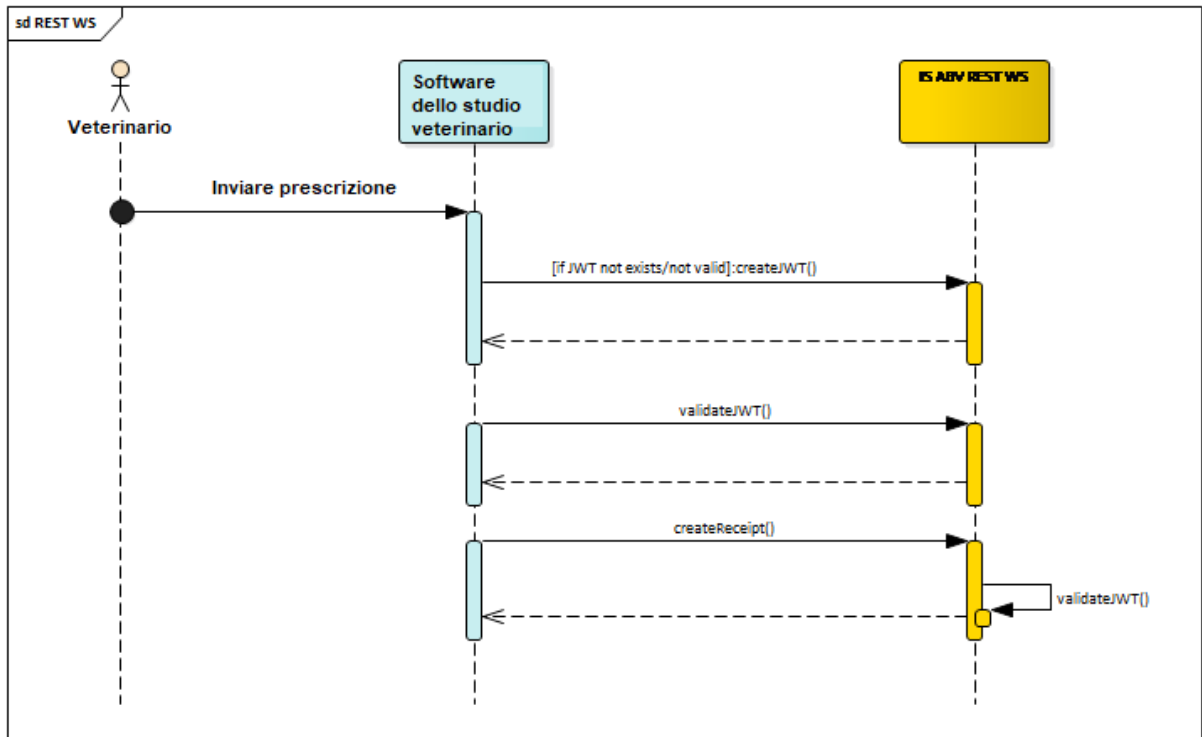 sd REST WS
Veterinario
Software
dello studio
veterinario
IS ABV REST WS
Inviare prescrizione
[if JWT not exists/not valid]:createJWT()
validateJWT()
createReceipt()
validateJWT()